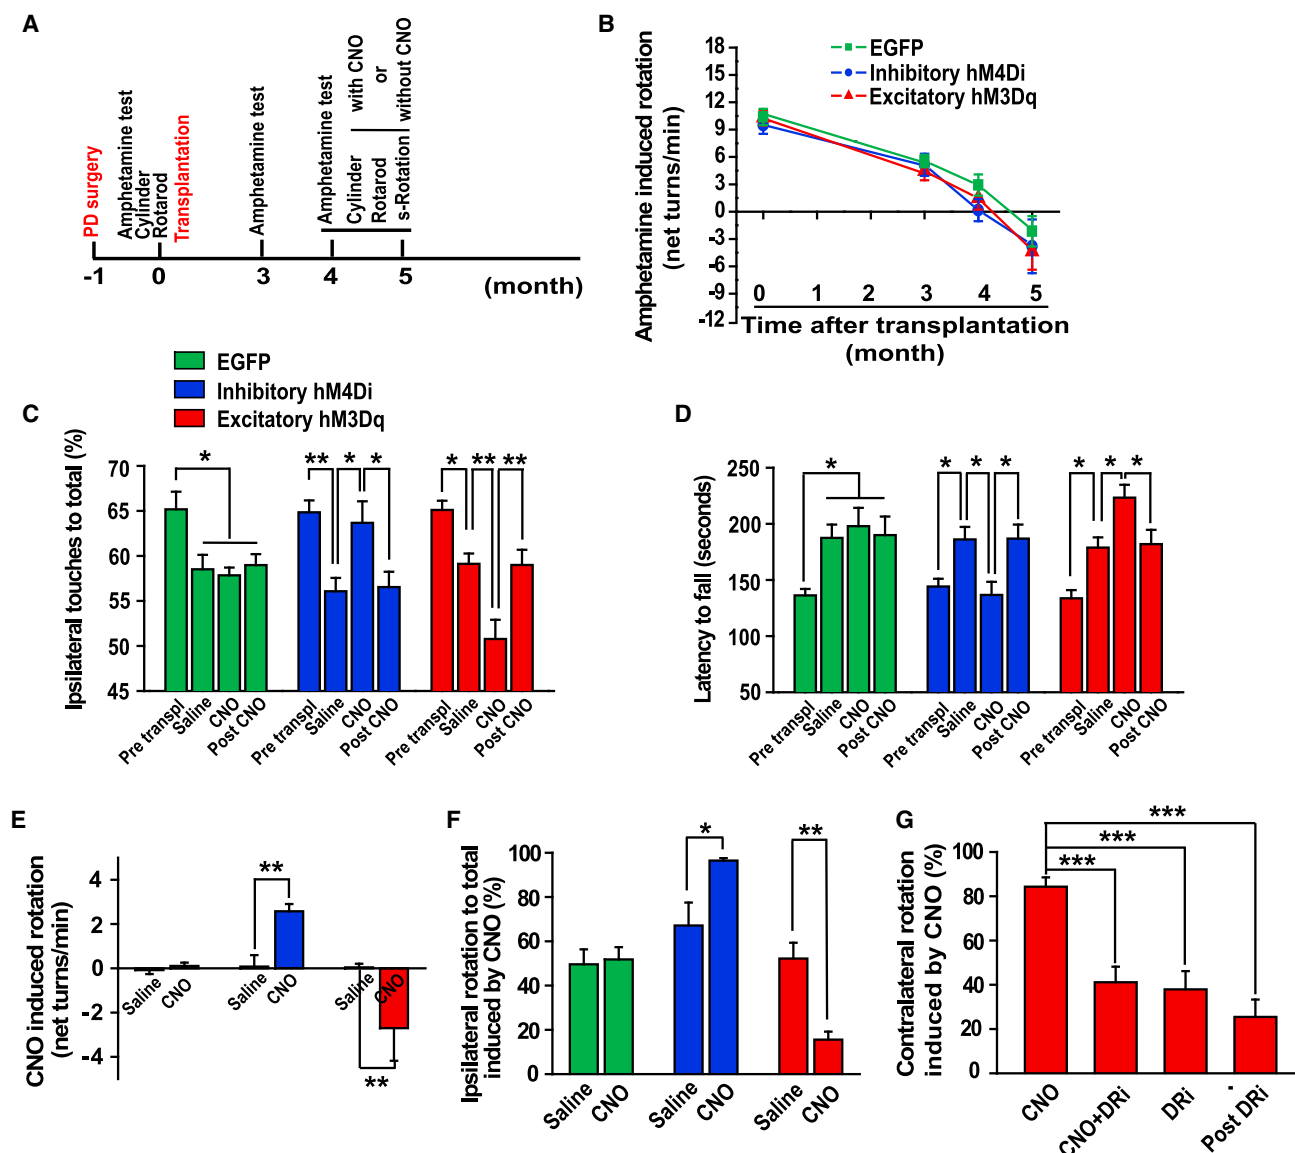 A
PD surgery
Amphetamine test
Cylinder
Rotarod
Transplantation
Amphetamine test
Amphetamine test
Cylinder
Rotarod
s-Rotation
with CNO
or
without CNO
-1
0
3
4
5
(month)
B
Amphetamine induced rotation
(net turns/min)
18
15
12
9
6
3
0
-3
-6
-9
-12
EGFP
Inhibitory hM4Di
Excitatory hM3Dq
0 1 2 3 4 5
Time after transplantation
(month)
EGFP
Inhibitory hM4Di
Excitatory hM3Dq
C
Ipsilateral touches to total (%)
70
65
60
55
50
45
*
** * *
* ** **
Pre transpl Saline CNO Post CNO
Pre transpl Saline CNO Post CNO
Pre transpl Saline CNO Post CNO
D
Latency to fall (seconds)
250
200
150
100
50
*
* * *
* * *
Pre transpl Saline CNO Post CNO
Pre transpl Saline CNO Post CNO
Pre transpl Saline CNO Post CNO
E
CNO induced rotation
(net turns/min)
4
2
0
-2
-4
**
**
Saline CNO
Saline CNO
Saline CNO
F
Ipsilateral rotation to total
induced by CNO (%)
100
80
60
40
20
0
*
**
Saline CNO
Saline CNO
Saline CNO
G
Contralateral rotation
induced by CNO (%)
100
80
60
40
20
0
***
***
***
CNO
CNO+DRi
DRi
Post DRi